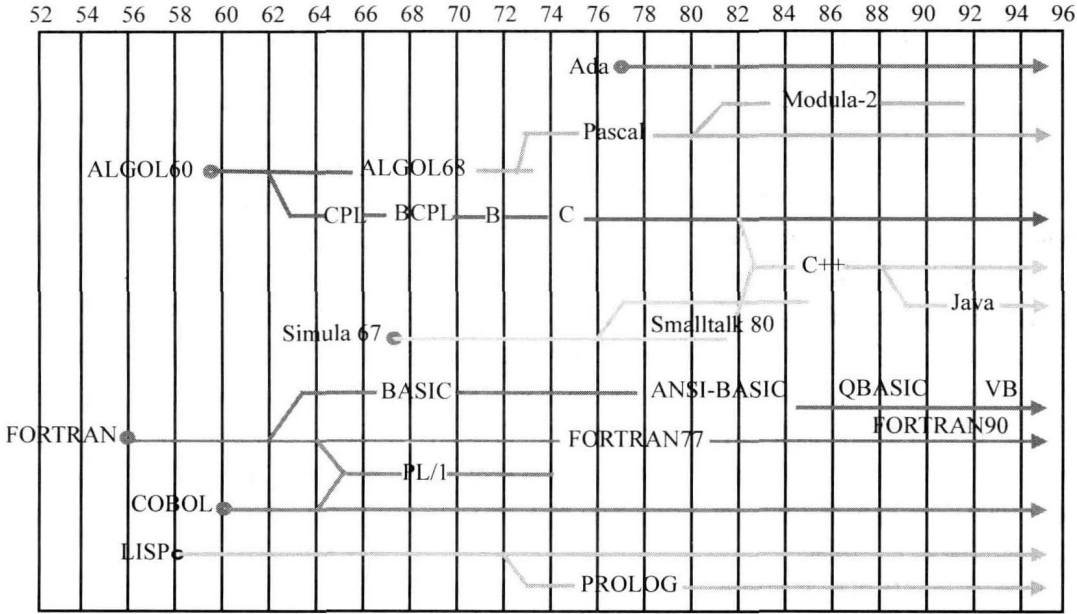 52 54 56 58 60 62 64 66 68 70 72 74 76 78 80 82 84 86 88 90 92 94 96
Ada
Modula-2
Pascal
ALGOL60 ALGOL68
CPL BCPL B C
C++
Java
Smalltalk 80
Simula 67
BASIC ANSI-BASIC QBASIC VB
FORTRAN90
FORTRAN FORTRAN77
PL/1
COBOL
LISP
PROLOG